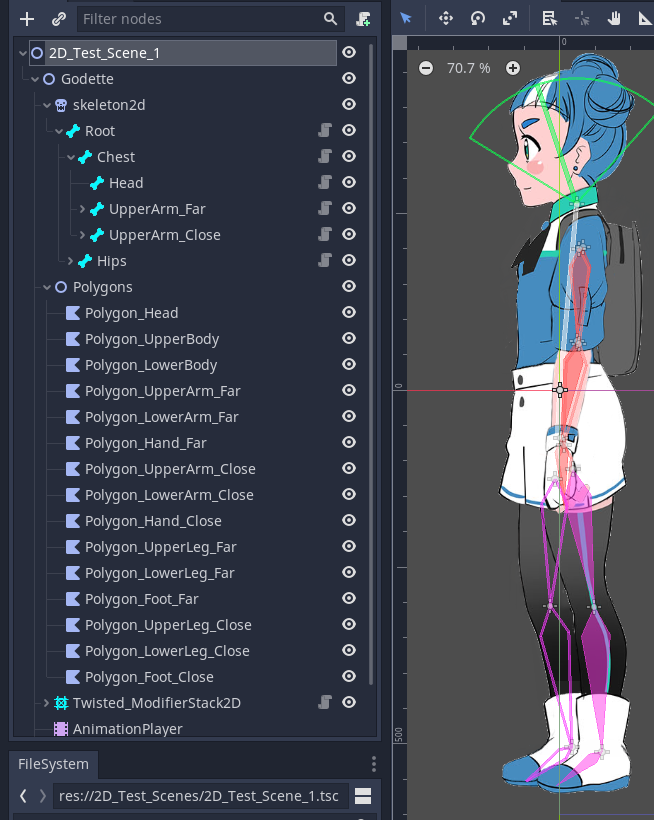 Filter nodes
2D_Test_Scene_1
Godette
skeleton2d
Root
Chest
Head
UpperArm_Far
UpperArm_Close
Hips
Polygons
Polygon_Head
Polygon_UpperBody
Polygon_LowerBody
Polygon_UpperArm_Far
Polygon_LowerArm_Far
Polygon_Hand_Far
Polygon_UpperArm_Close
Polygon_LowerArm_Close
Polygon_Hand_Close
Polygon_UpperLeg_Far
Polygon_LowerLeg_Far
Polygon_Foot_Far
Polygon_UpperLeg_Close
Polygon_LowerLeg_Close
Polygon_Foot_Close
Twisted_ModifierStack2D
AnimationPlayer
FileSystem
res://2D_Test_Scenes/2D_Test_Scene_1.tsc
0
70.7 %
0
500